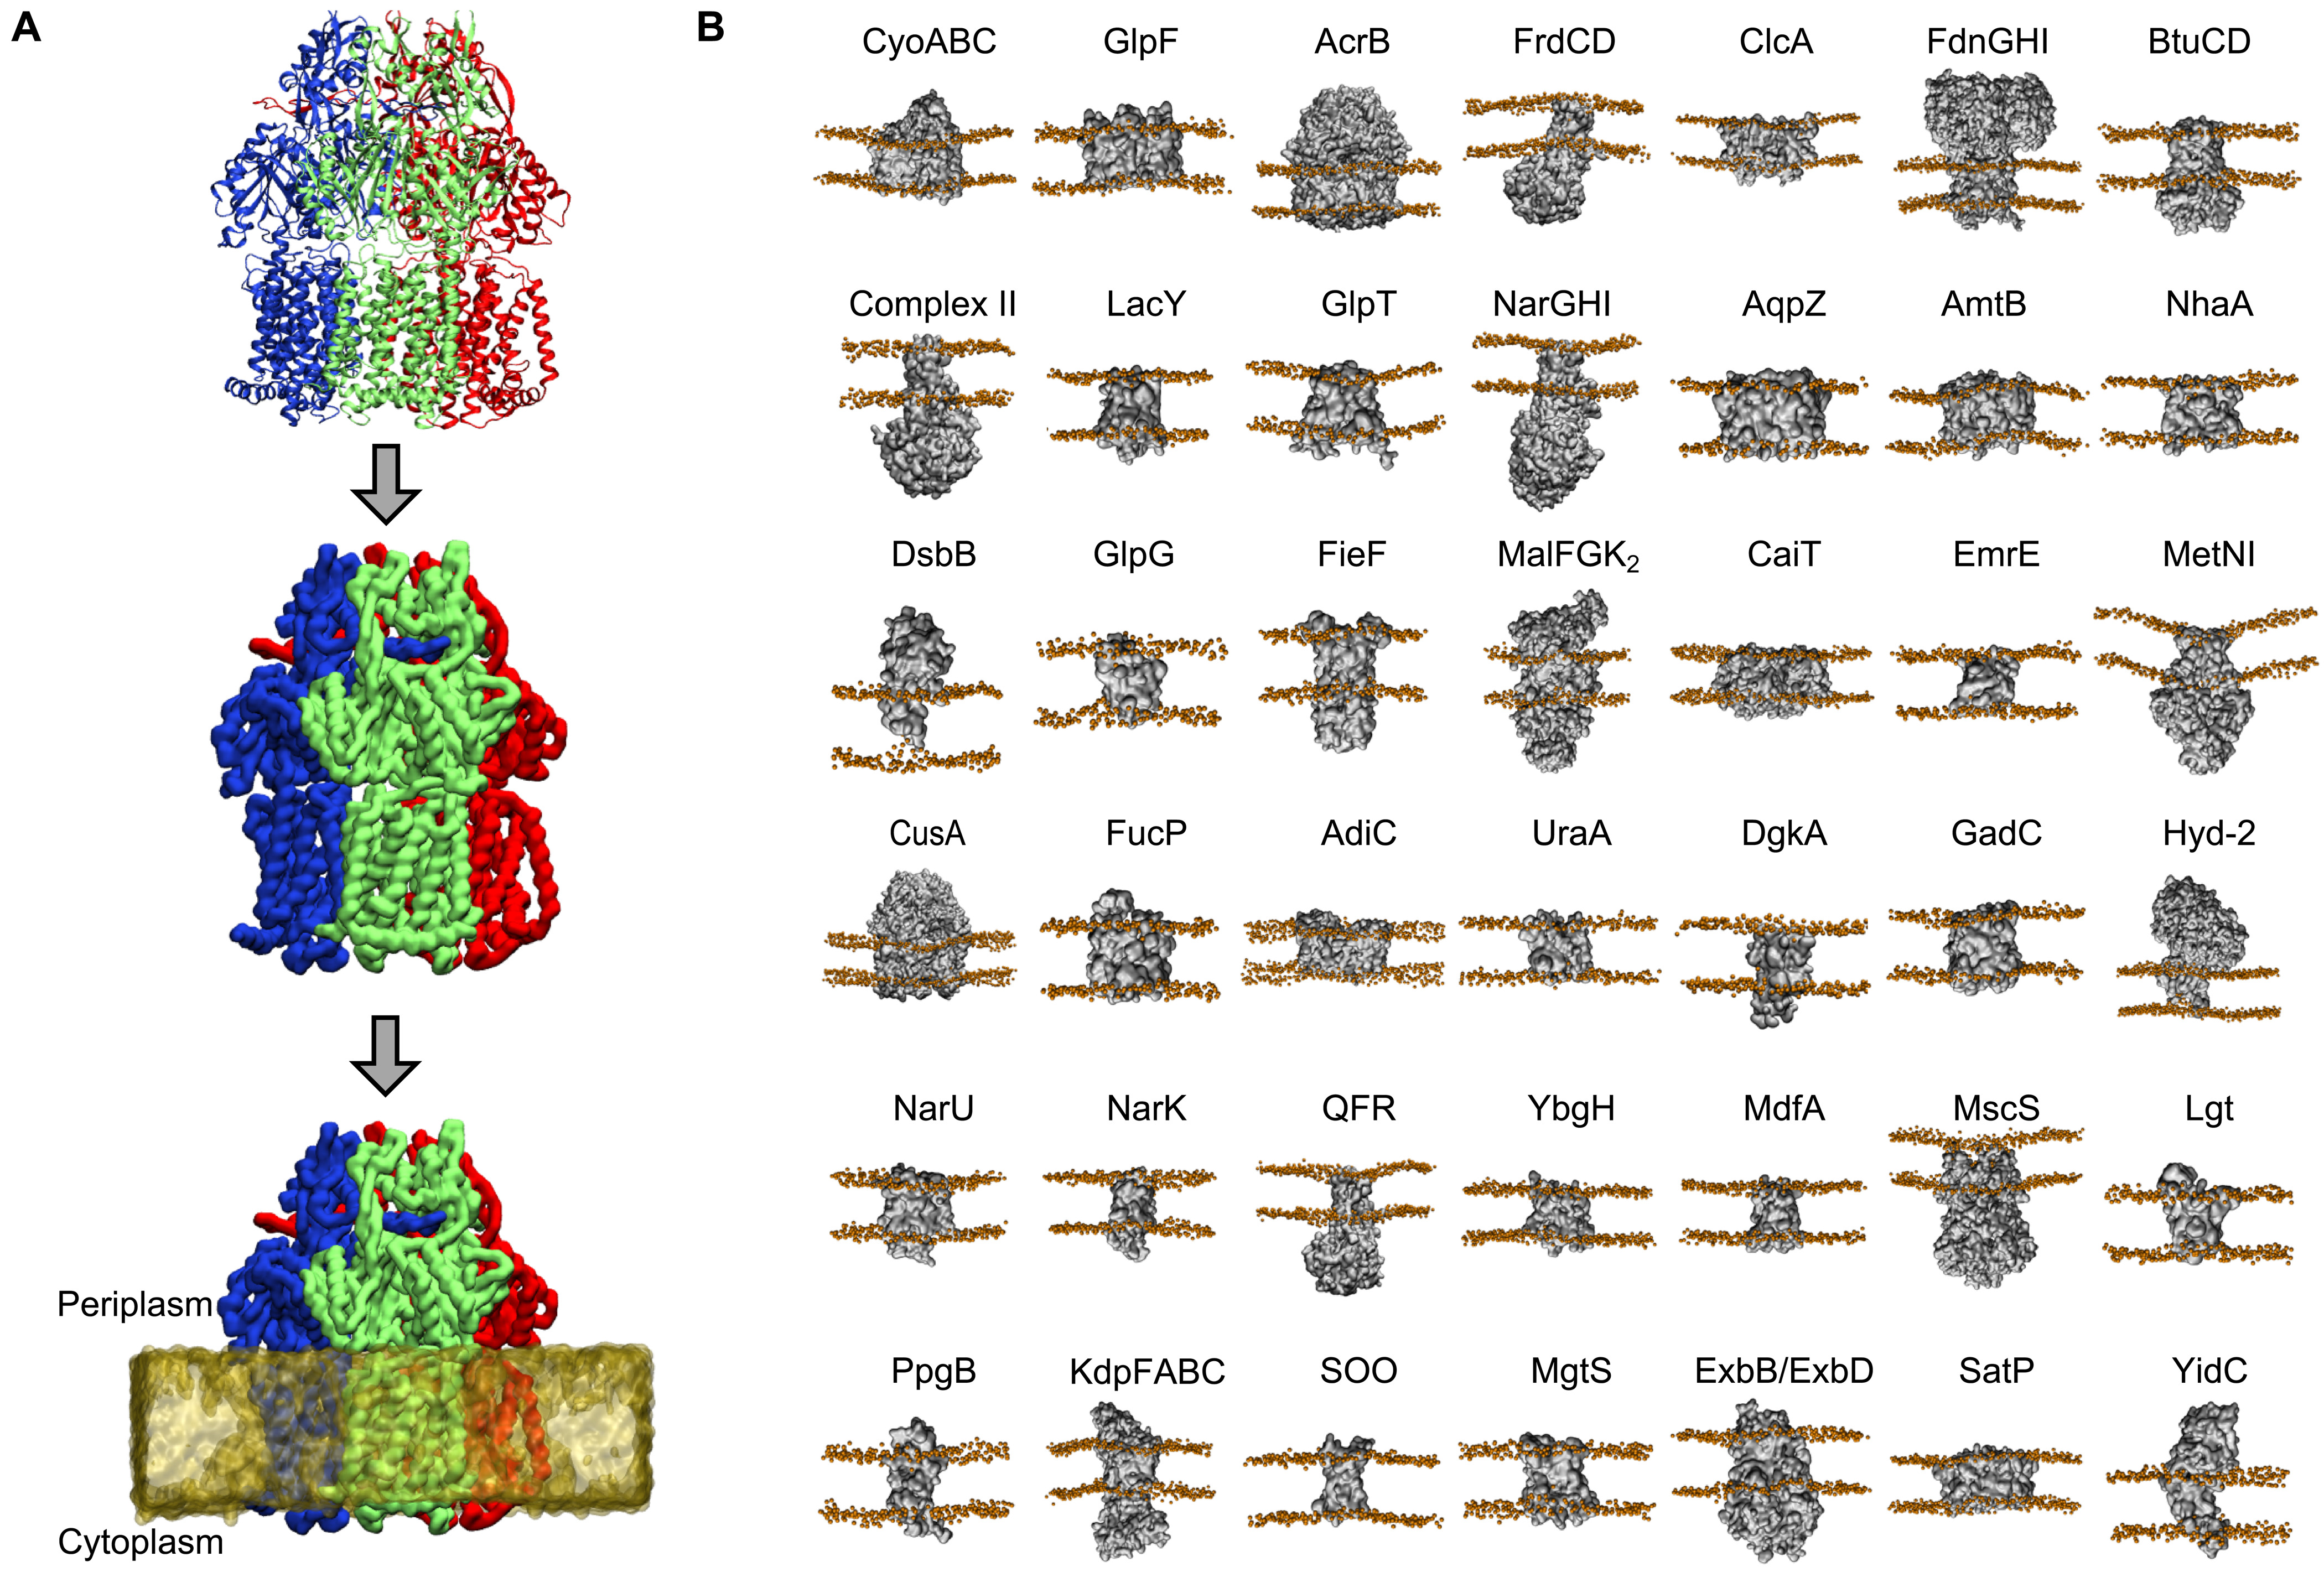 A
B
CyoABC GlpF AcrB FrdCD ClcA FdnGHI BtuCD
Complex II LacY GlpT NarGHI AqpZ AmtB NhaA
DsbB GlpG FieF MalFGK2 CaiT EmrE MetNI
CusA FucP AdiC UraA DgkA GadC Hyd-2
NarU NarK QFR YbgH MdfA MscS Lgt
PpgB KdpFABC SOO MgtS ExbB/ExbD SatP YidC
Periplasm
Cytoplasm